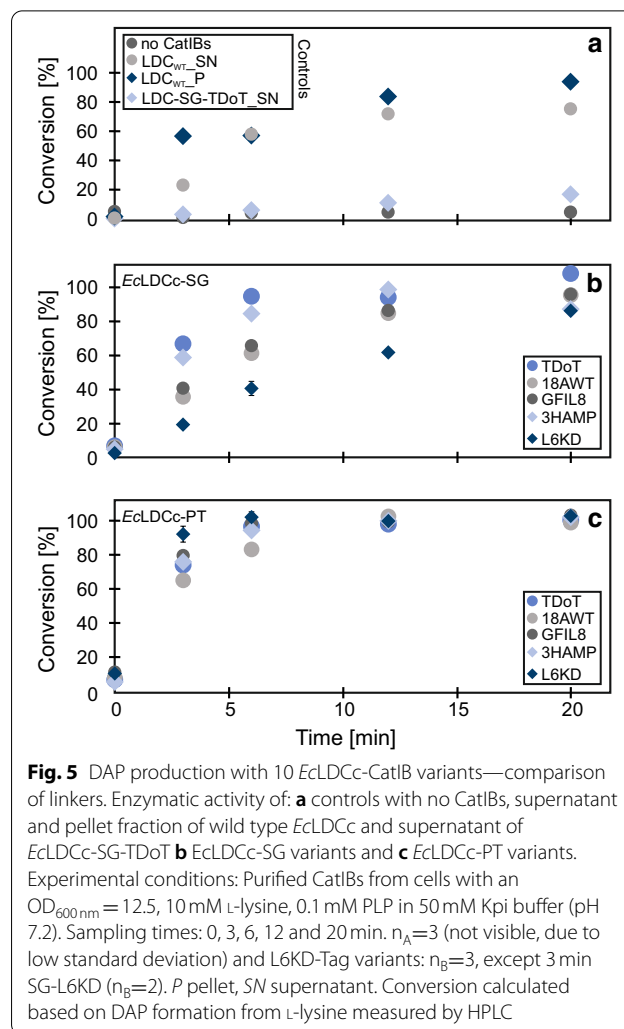 no CatIBs
LDCWT_SN
LDCWT_P
LDC-SG-TDoT_SN
Controls
a
Conversion [%]
100
80
60
40
20
0
EcLDCc-SG
b
Conversion [%]
100
80
60
40
20
0
TDoT
18AWT
GFIL8
3HAMP
L6KD
EcLDCc-PT
c
Conversion [%]
100
80
60
40
20
0
TDoT
18AWT
GFIL8
3HAMP
L6KD
0 5 10 15 20
Time [min]
Fig. 5 DAP production with 10 EcLDCc-CatIB variants—comparison
of linkers. Enzymatic activity of: a controls with no CatIBs, supernatant
and pellet fraction of wild type EcLDCc and supernatant of
EcLDCc-SG-TDoT b EcLDCc-SG variants and c EcLDCc-PT variants.
Experimental conditions: Purified CatIBs from cells with an
OD600 nm = 12.5, 10 mM L-lysine, 0.1 mM PLP in 50 mM Kpi buffer (pH
7.2). Sampling times: 0, 3, 6, 12 and 20 min. nA=3 (not visible, due to
low standard deviation) and L6KD-Tag variants: nB=3, except 3 min
SG-L6KD (nB=2). P pellet, SN supernatant. Conversion calculated
based on DAP formation from L-lysine measured by HPLC